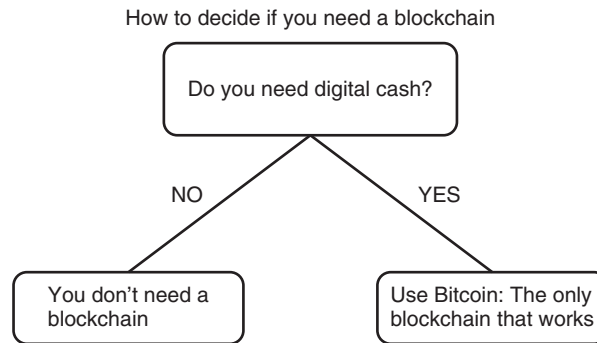 How to decide if you need a blockchain
Do you need digital cash?
NO
YES
You don’t need a
blockchain
Use Bitcoin: The only
blockchain that works